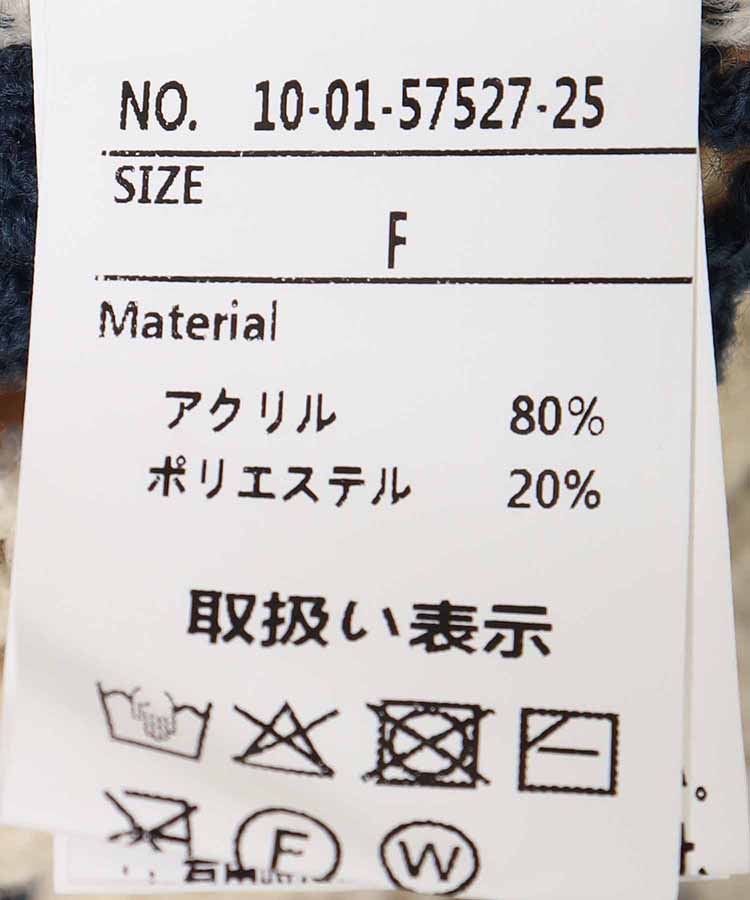 NO. 10-01-57527-25
SIZE
F
Material
アクリル 80%
ポリエステル 20%
取扱い表示
F W